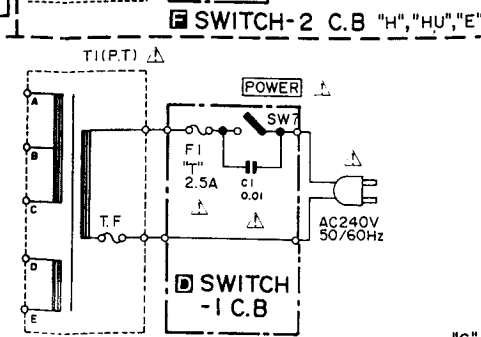 F SWITCH-2 C.B "H","HU","E"
T1(P.T)
POWER
A
SW7
F1
B
"T"
2.5A
C1
0.01
C
AC240V
50/60Hz
T.F
D
D SWITCH
-1 C.B
E